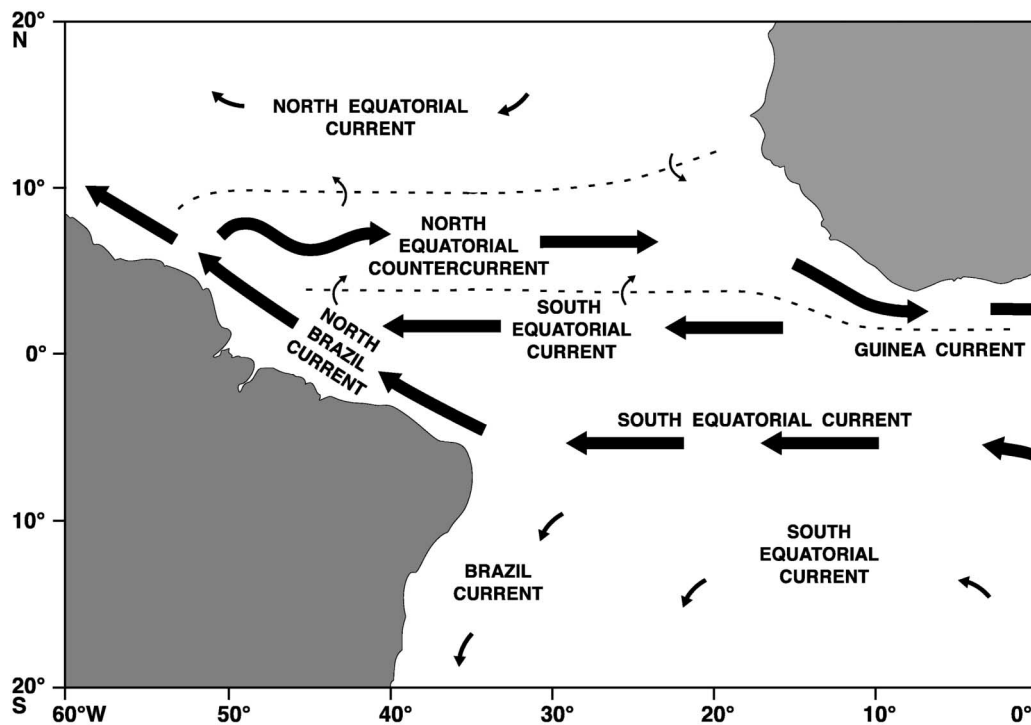 20°
N
NORTH EQUATORIAL
CURRENT
10°
NORTH
EQUATORIAL
COUNTERCURRENT
SOUTH
EQUATORIAL
CURRENT
NORTH
BRAZIL
CURRENT
0°
GUINEA CURRENT
SOUTH EQUATORIAL CURRENT
10°
SOUTH
EQUATORIAL
CURRENT
BRAZIL
CURRENT
20°
S
60°W
50°
40°
30°
20°
10°
0°